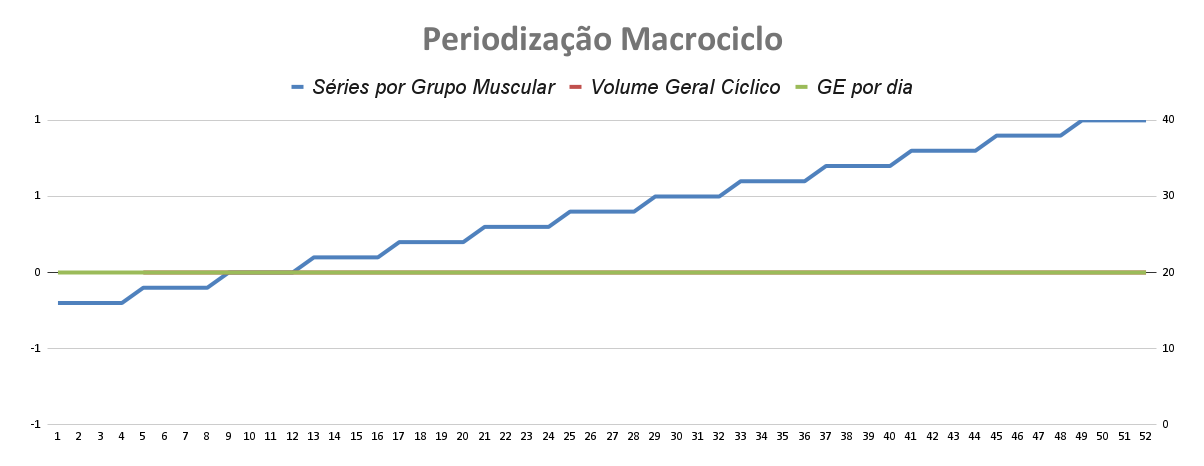 Periodização Macrociclo
Séries por Grupo Muscular Volume Geral Cíclico GE por dia
1 40
1 30
0 20
-1 10
-1 0
1 2 3 4 5 6 7 8 9 10 11 12 13 14 15 16 17 18 19 20 21 22 23 24 25 26 27 28 29 30 31 32 33 34 35 36 37 38 39 40 41 42 43 44 45 46 47 48 49 50 51 52